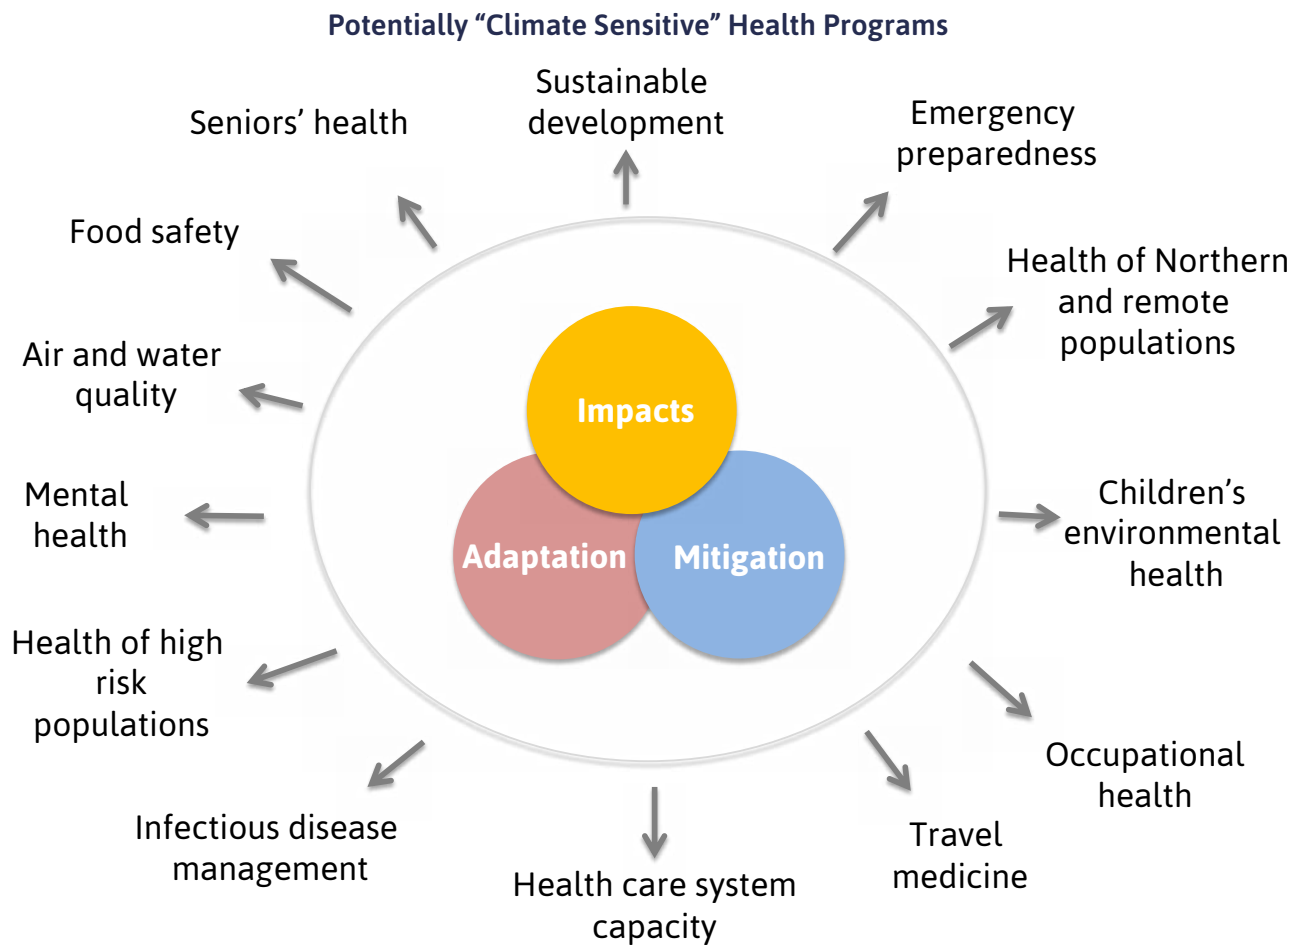 Potentially “Climate Sensitive” Health Programs
Sustainable
development
Seniors’ health
Emergency
preparedness
Food safety
Health of Northern
and remote
populations
Air and water
quality
Impacts
Mental
health
Children’s
environmental
health
Adaptation
Mitigation
Health of high
risk
populations
Occupational
health
Infectious disease
management
Travel
medicine
Health care system
capacity